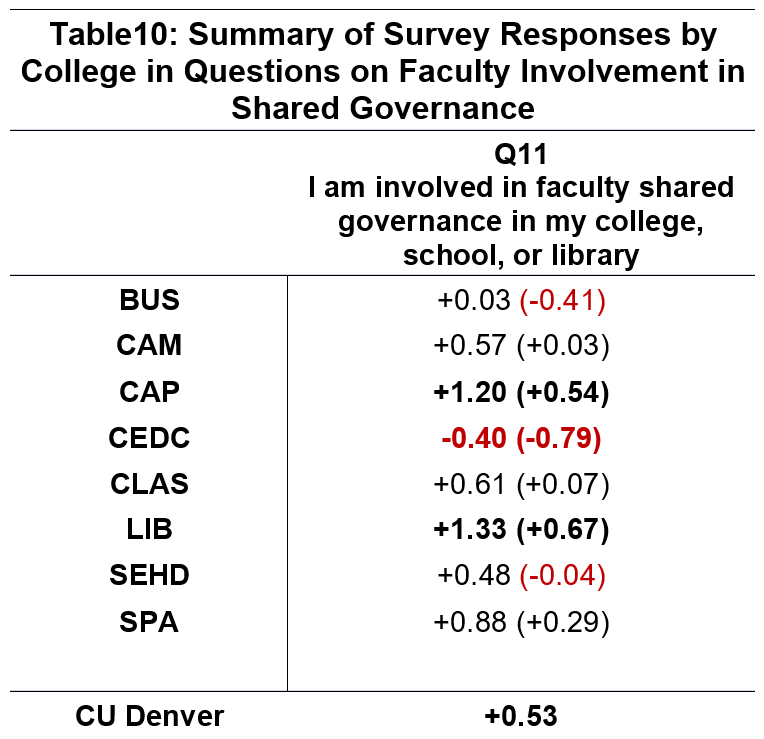 Table10: Summary of Survey Responses by
College in Questions on Faculty Involvement in
Shared Governance
Q11
I am involved in faculty shared
governance in my college,
school, or library
BUS +0.03 (-0.41)
CAM +0.57 (+0.03)
CAP +1.20 (+0.54)
CEDC -0.40 (-0.79)
CLAS +0.61 (+0.07)
LIB +1.33 (+0.67)
SEHD +0.48 (-0.04)
SPA +0.88 (+0.29)
CU Denver +0.53